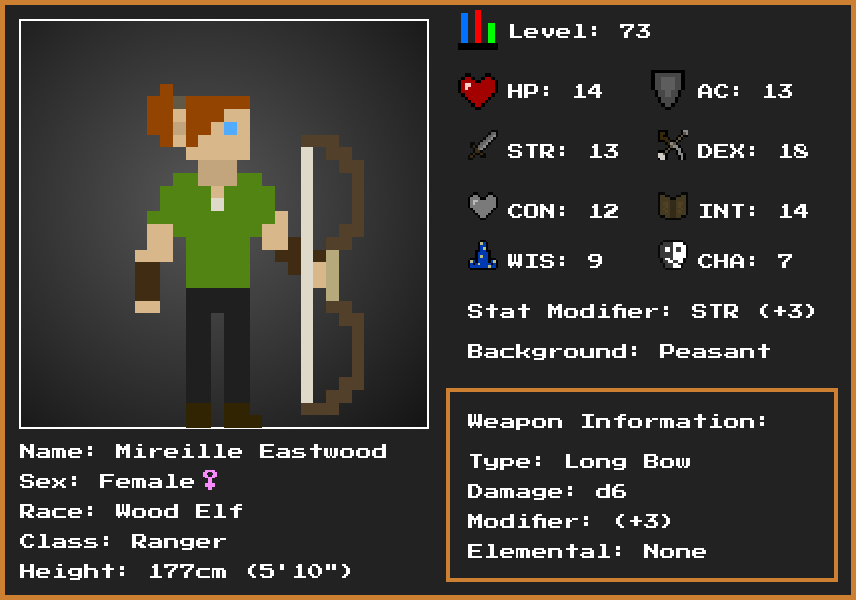 Level: 73
HP: 14
AC: 13
STR: 13
DEX: 18
CON: 12
INT: 14
WIS: 9
CHA: 7
Stat Modifier: STR (+3)
Background: Peasant
Name: Mireille Eastwood
Sex: Female♀
Race: Wood Elf
Class: Ranger
Height: 177cm (5'10")
Weapon Information:
Type: Long Bow
Damage: d6
Modifier: (+3)
Elemental: None